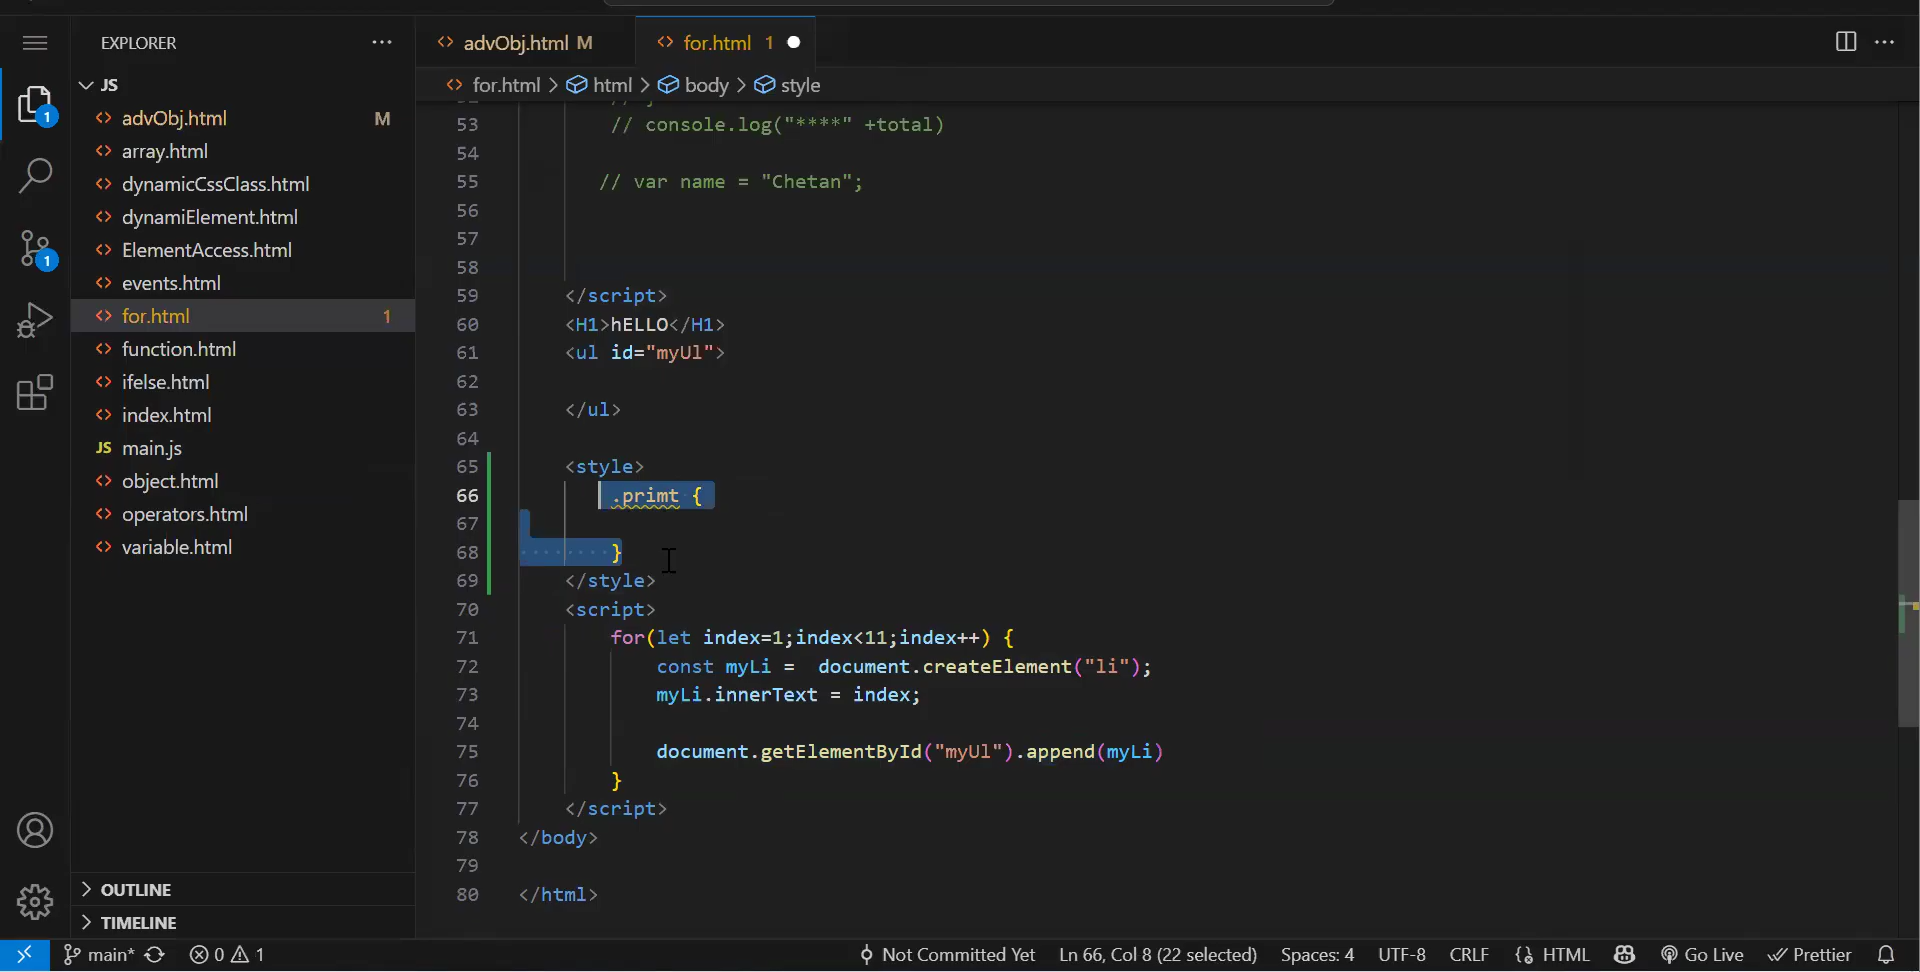 EXPLORER
JS
advObj.html M
array.html
dynamicCssClass.html
dynamiElement.html
ElementAccess.html
events.html
for.html 1
function.html
ifelse.html
index.html
JS main.js
object.html
operators.html
variable.html
OUTLINE
TIMELINE
1
1
advObj.html M
for.html 1
for.html > html > body > style
53 // console.log("****" +total)
54
55 // var name = "Chetan";
56
57
58
59 </script>
60 <H1>hELLO</H1>
61 <ul id="myUl">
62
63 </ul>
64
65 <style>
66 .primt {
67
68 }
69 </style>
70 <script>
71 for(let index=1;index<11;index++) {
72 const myLi = document.createElement("li");
73 myLi.innerText = index;
74
75 document.getElementById("myUl").append(myLi)
76 }
77 </script>
78 </body>
79
80 </html>
main* 0 1 Not Committed Yet Ln 66, Col 8 (22 selected) Spaces: 4 UTF-8 CRLF HTML Go Live Prettier